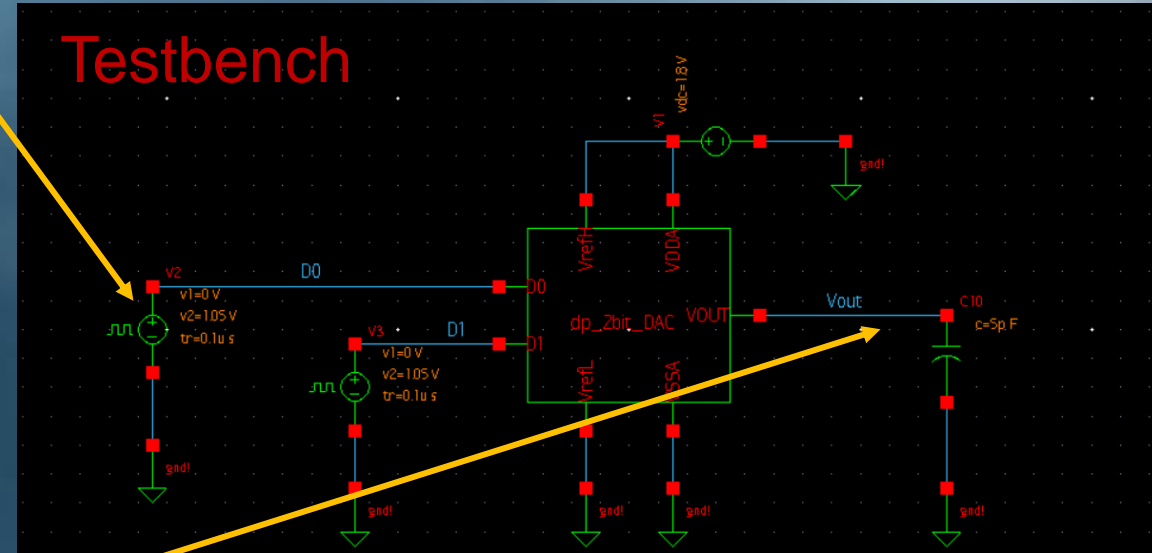 Testbench
vdc=1.8 V
V1
gnd!
VrefH
VDDA
V2
D0
D0
v1=0 V
v2=1.05 V
tr=0.1u s
V3
D1
D1
v1=0 V
v2=1.05 V
tr=0.1u s
dp_2bit_DAC
VOUT
Vout
C10
c=5p F
VrefL
VSSA
gnd!
gnd!
gnd!
gnd!
gnd!